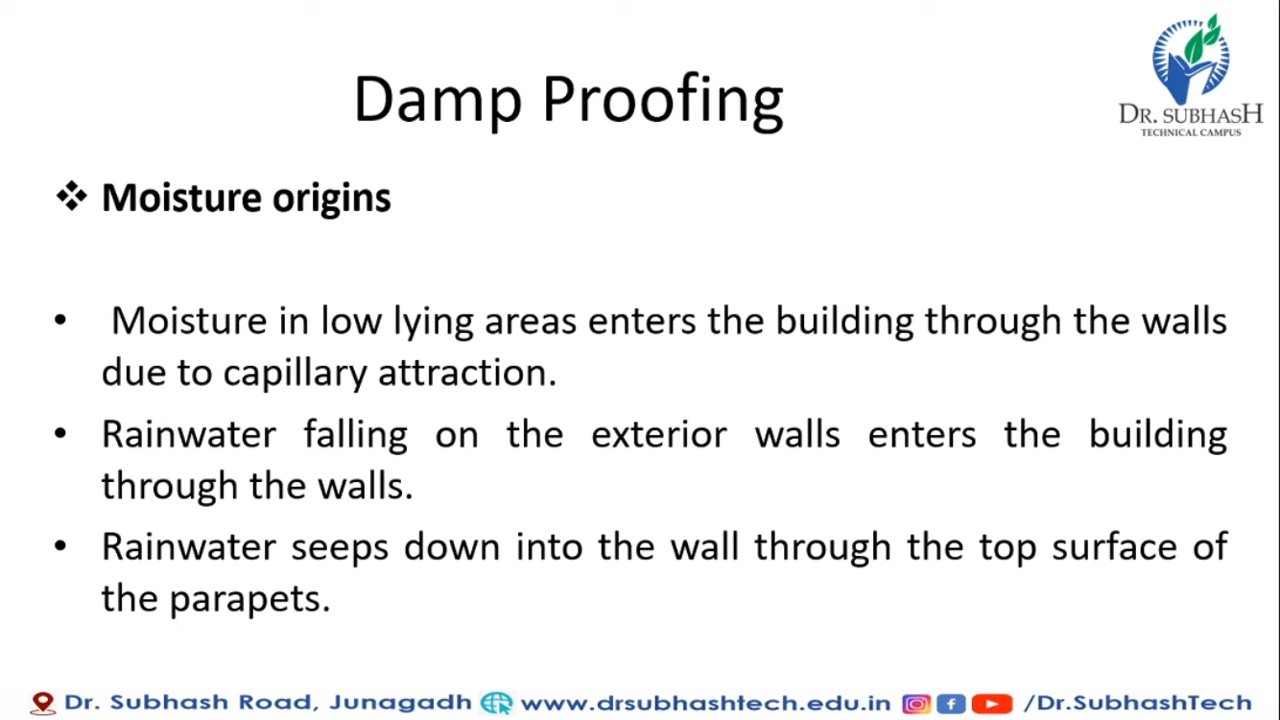 DR. SUBHASH
TECHNICAL CAMPUS
Damp Proofing
❖ Moisture origins
• Moisture in low lying areas enters the building through the walls
due to capillary attraction.
• Rainwater falling on the exterior walls enters the building
through the walls.
• Rainwater seeps down into the wall through the top surface of
the parapets.
Dr. Subhash Road, Junagadh www.drsubhashtech.edu.in /Dr.SubhashTech